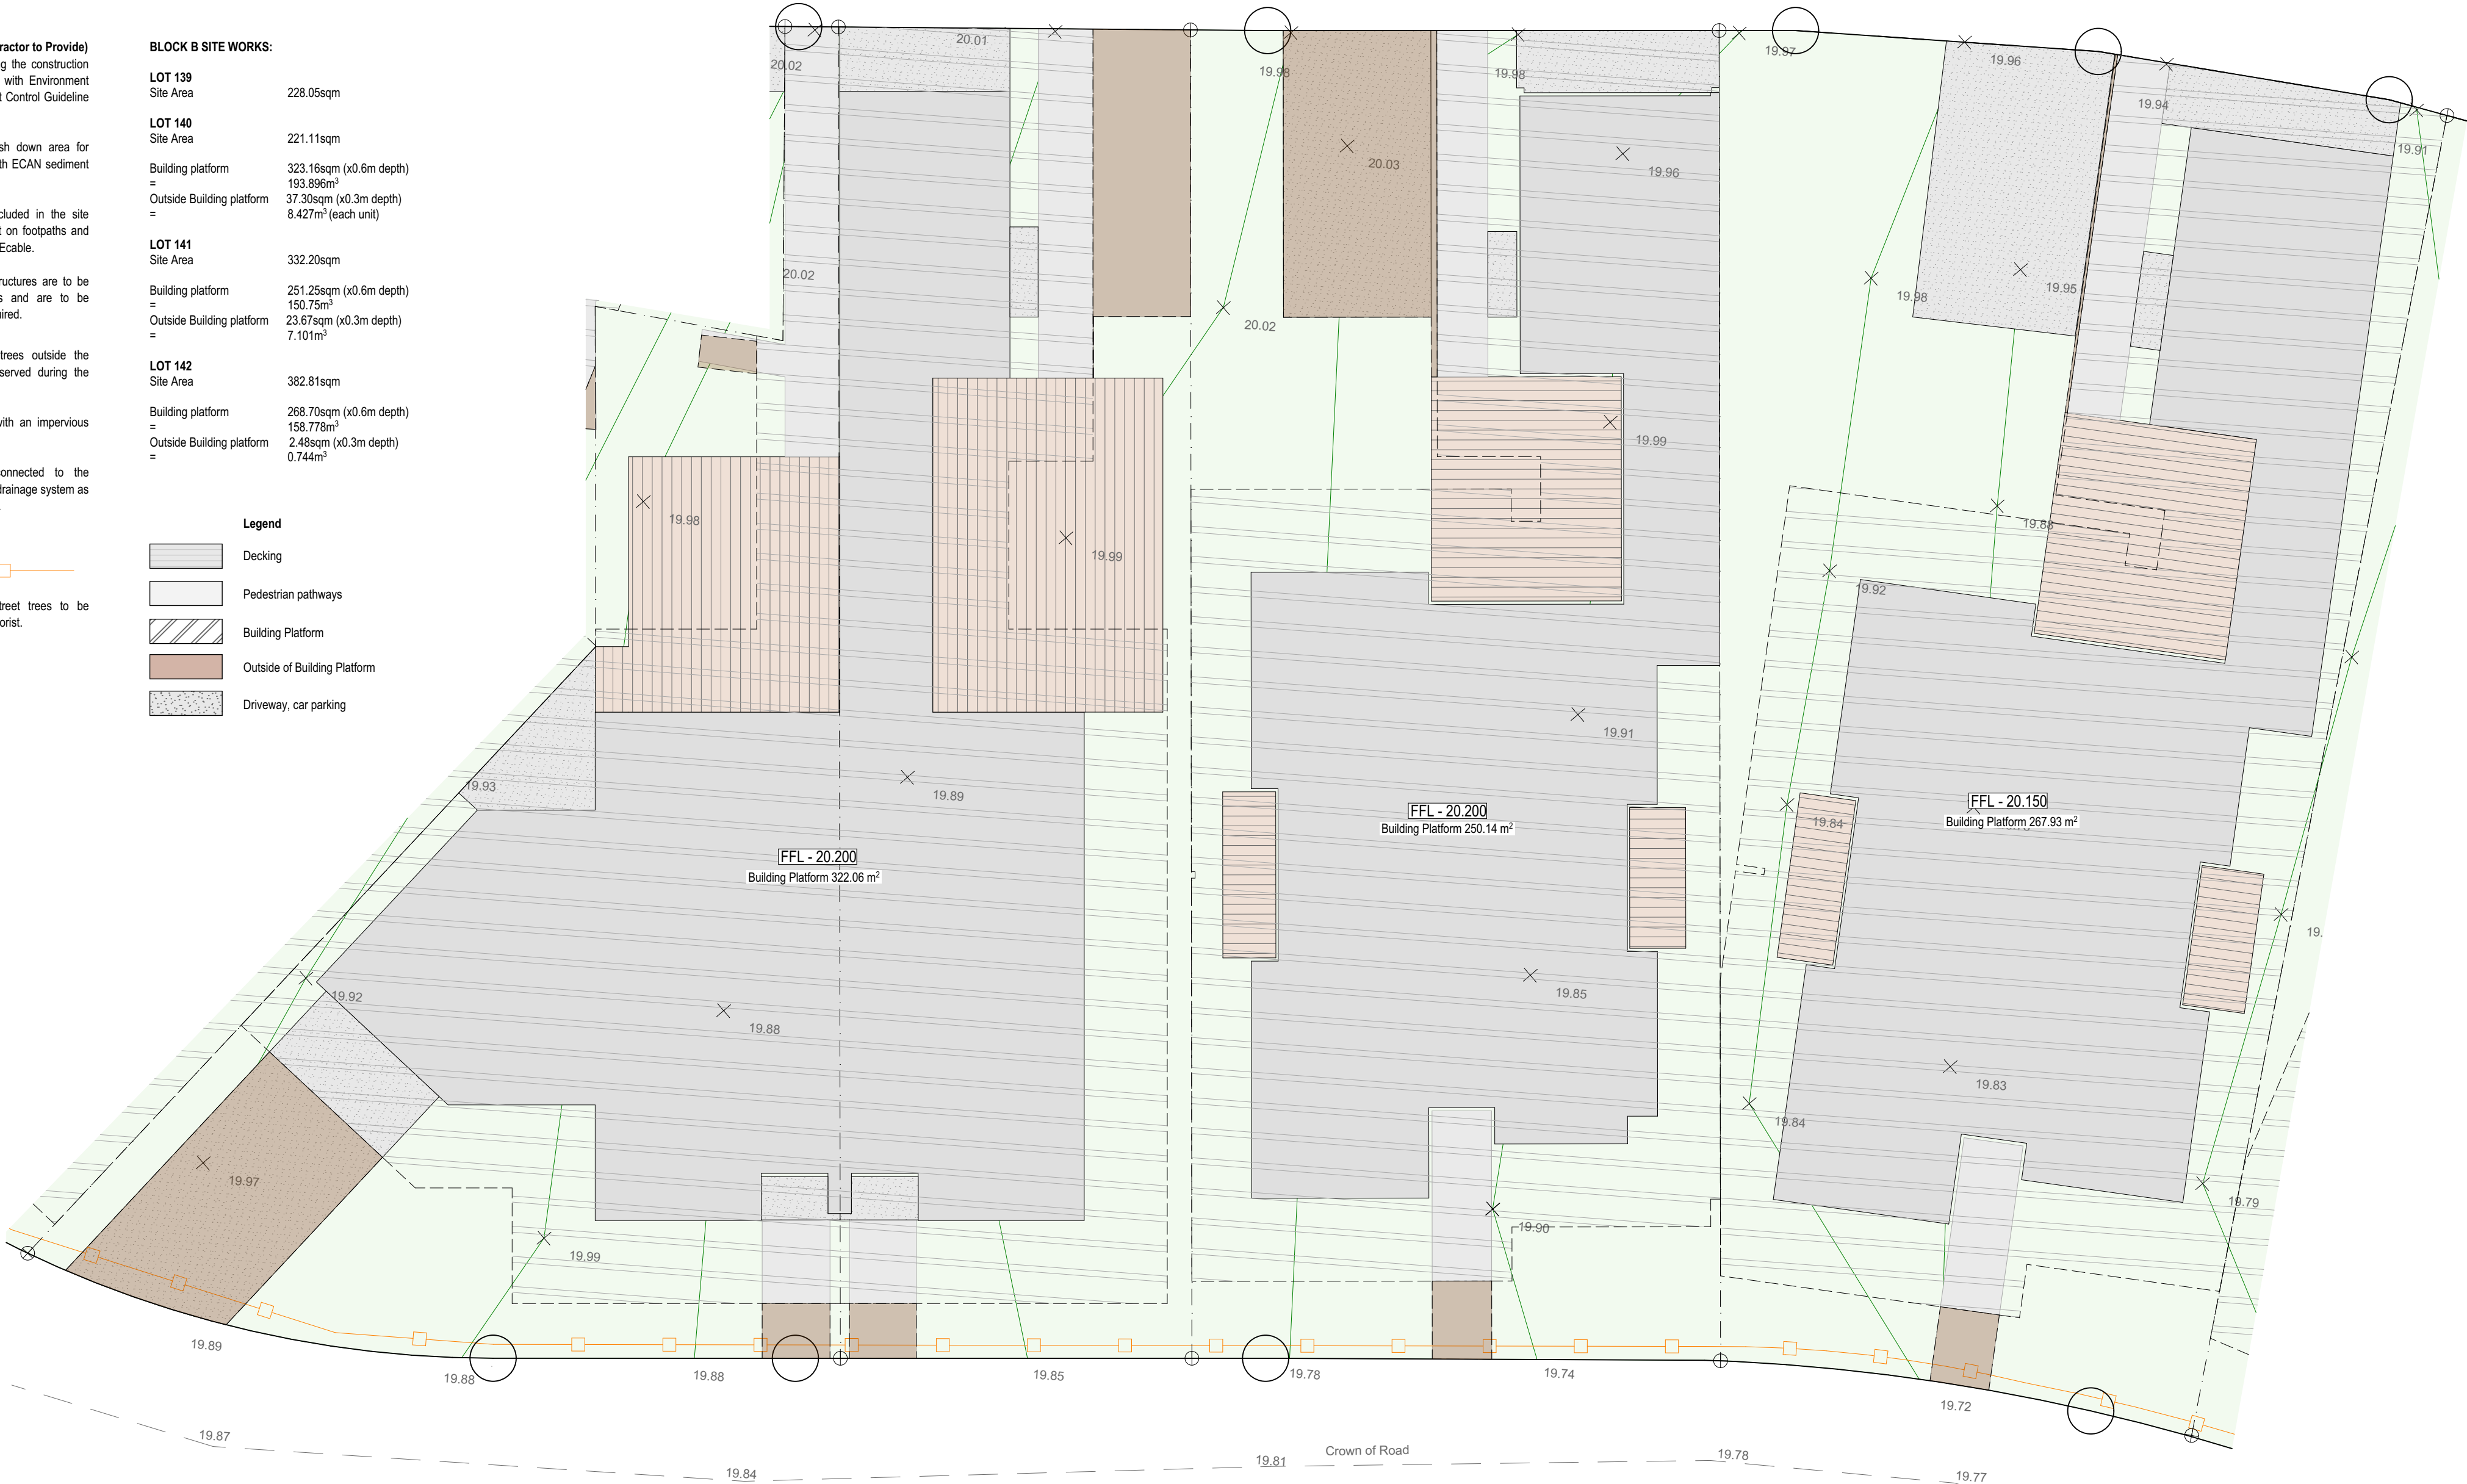 ractor to Provide)
g the construction
with Environment
t Control Guideline
sh down area for
th ECAN sediment
cluded in the site
t on footpaths and
Ecable.
ructures are to be
s and are to be
uired.
trees outside the
served during the
with an impervious
onnected to the
drainage system as
treet trees to be
orist.
BLOCK B SITE WORKS:
LOT 139
Site Area 228.05sqm
LOT 140
Site Area 221.11sqm
Building platform 323.16sqm (x0.6m depth)
= 193.896m³
Outside Building platform 37.30sqm (x0.3m depth)
= 8.427m³ (each unit)
LOT 141
Site Area 332.20sqm
Building platform 251.25sqm (x0.6m depth)
= 150.75m³
Outside Building platform 23.67sqm (x0.3m depth)
= 7.101m³
LOT 142
Site Area 382.81sqm
Building platform 268.70sqm (x0.6m depth)
= 158.778m³
Outside Building platform 2.48sqm (x0.3m depth)
= 0.744m³
Legend
Decking
Pedestrian pathways
Building Platform
Outside of Building Platform
Driveway, car parking
20.02
20.01
19.98
19.98
19.97
19.96
19.94
19.91
20.03
19.96
20.02
20.02
19.98
19.95
19.99
19.98
19.99
19.88
19.92
19.91
19.93
19.89
FFL - 20.200
Building Platform 322.06 m²
FFL - 20.200
Building Platform 250.14 m²
FFL - 20.150
Building Platform 267.93 m²
19.84
19.
19.92
19.88
19.85
19.83
19.84
19.97
19.99
19.90
19.79
19.89
19.88
19.88
19.85
19.78
19.74
19.72
19.87
19.84
19.81
Crown of Road
19.78
19.77